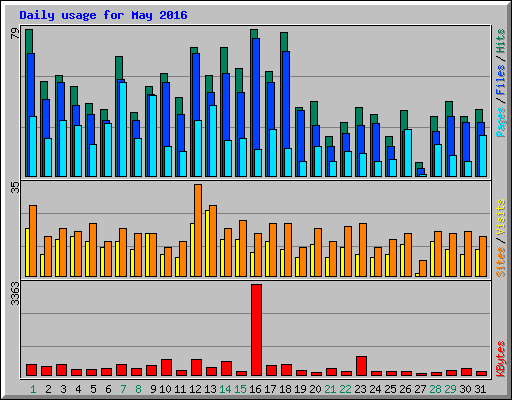 Daily usage for May 2016
79
Pages / Files / Hits
35
Sites / Visits
3363
KBytes
1 2 3 4 5 6 7 8 9 10 11 12 13 14 15 16 17 18 19 20 21 22 23 24 25 26 27 28 29 30 31